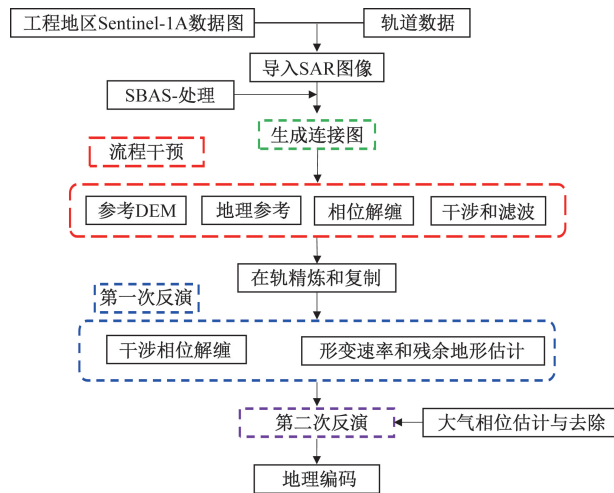 工程地区Sentinel-1A数据图
轨道数据
导入SAR图像
SBAS-处理
生成连接图
流程干预
参考DEM
地理参考
相位解缠
干涉和滤波
在轨精炼和复制
第一次反演
干涉相位解缠
形变速率和残余地形估计
第二次反演
大气相位估计与去除
地理编码